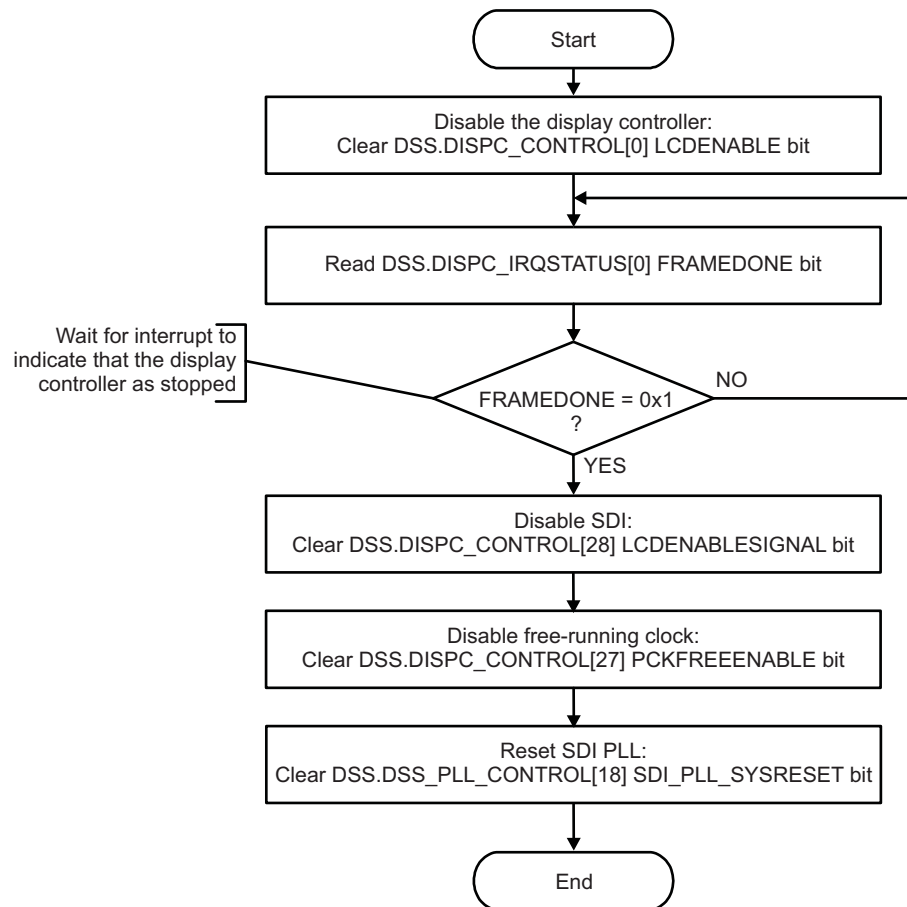 Start
Disable the display controller:
Clear DSS.DISPC_CONTROL[0] LCDENABLE bit
Read DSS.DISPC_IRQSTATUS[0] FRAMEDONE bit
Wait for interrupt to
indicate that the display
controller as stopped
FRAMEDONE = 0x1
?
NO
YES
Disable SDI:
Clear DSS.DISPC_CONTROL[28] LCDENABLESIGNAL bit
Disable free-running clock:
Clear DSS.DISPC_CONTROL[27] PCKFREEENABLE bit
Reset SDI PLL:
Clear DSS.DSS_PLL_CONTROL[18] SDI_PLL_SYSRESET bit
End